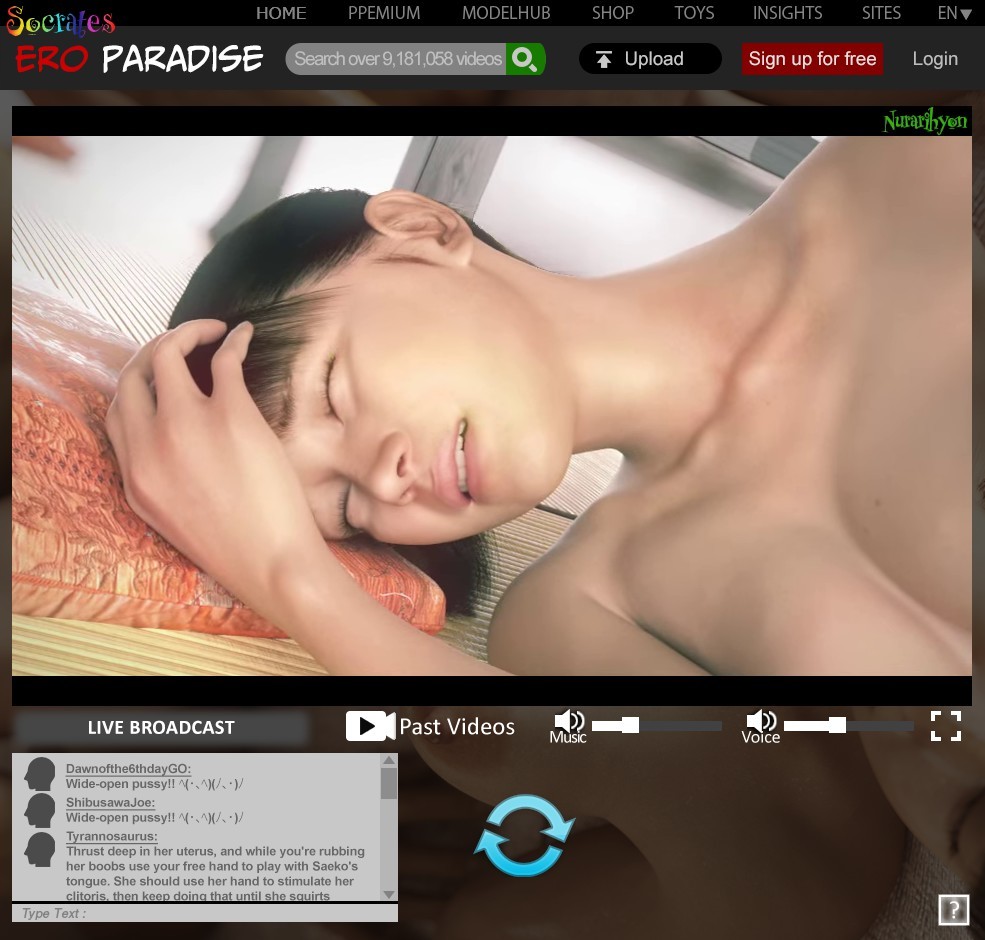 Socrates
HOME PPEMIUM MODELHUB SHOP TOYS INSIGHTS SITES EN▼
ERO PARADISE
Search over 9,181,058 videos
Upload
Sign up for free
Login
Nurarihyon
LIVE BROADCAST
Past Videos
Music
Voice
Dawnofthe6thdayGO:
Wide-open pussy!! ^(·、^)(/、·)/
ShibusawaJoe:
Wide-open pussy!! ^(·、^)(/、·)/
Tyrannosaurus:
Thrust deep in her uterus, and while you're rubbing
her boobs use your free hand to play with Saeko's
tongue. She should use her hand to stimulate her
clitoris, then keep doing that until she squirts
Type Text :
?